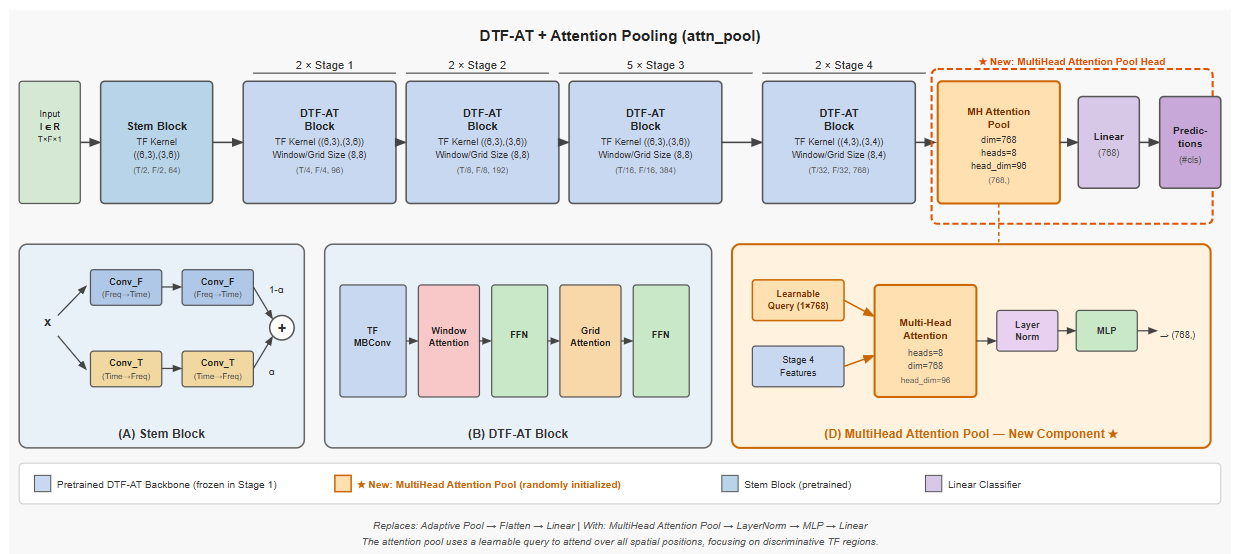 DTF-AT + Attention Pooling (attn_pool)
2 × Stage 1
2 × Stage 2
5 × Stage 3
2 × Stage 4
★ New: MultiHead Attention Pool Head
Input
I ∈ R
T×F×1
Stem Block
TF Kernel
((6,3),(3,6))
(T/2, F/2, 64)
DTF-AT
Block
TF Kernel ((6,3),(3,6))
Window/Grid Size (8,8)
(T/4, F/4, 96)
DTF-AT
Block
TF Kernel ((6,3),(3,6))
Window/Grid Size (8,8)
(T/8, F/8, 192)
DTF-AT
Block
TF Kernel ((6,3),(3,6))
Window/Grid Size (8,8)
(T/16, F/16, 384)
DTF-AT
Block
TF Kernel ((4,3),(3,4))
Window/Grid Size (8,4)
(T/32, F/32, 768)
MH Attention
Pool
dim=768
heads=8
head_dim=96
(768,)
Linear
(768)
Predic-
tions
(#cls)
x
Conv_F
(Freq→Time)
Conv_F
(Freq→Time)
1-α
+
Conv_T
(Time→Freq)
Conv_T
(Time→Freq)
α
(A) Stem Block
TF
MBConv
Window
Attention
FFN
Grid
Attention
FFN
(B) DTF-AT Block
Learnable
Query (1×768)
Stage 4
Features
Multi-Head
Attention
heads=8
dim=768
head_dim=96
Layer
Norm
MLP
→ (768,)
(D) MultiHead Attention Pool — New Component ★
Pretrained DTF-AT Backbone (frozen in Stage 1)
★ New: MultiHead Attention Pool (randomly initialized)
Stem Block (pretrained)
Linear Classifier
Replaces: Adaptive Pool → Flatten → Linear | With: MultiHead Attention Pool → LayerNorm → MLP → Linear
The attention pool uses a learnable query to attend over all spatial positions, focusing on discriminative TF regions.